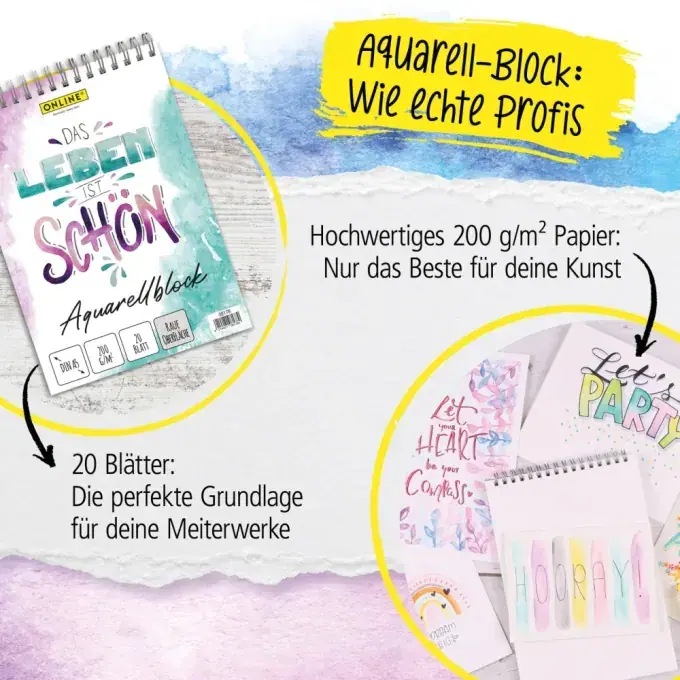 Aquarell-Block:
Wie echte Profis
ONLINE
DAS
LEBEN
IST
SCHÖN
Aquarellblock
DIN A5
200
G/M²
20
BLATT
RAUE
OBERFLÄCHE
Hochwertiges 200 g/m² Papier:
Nur das Beste für deine Kunst
20 Blätter:
Die perfekte Grundlage
für deine Meiterwerke
Let's
PARTY
Let
your
HEART
be your
Compass
HOORAY!